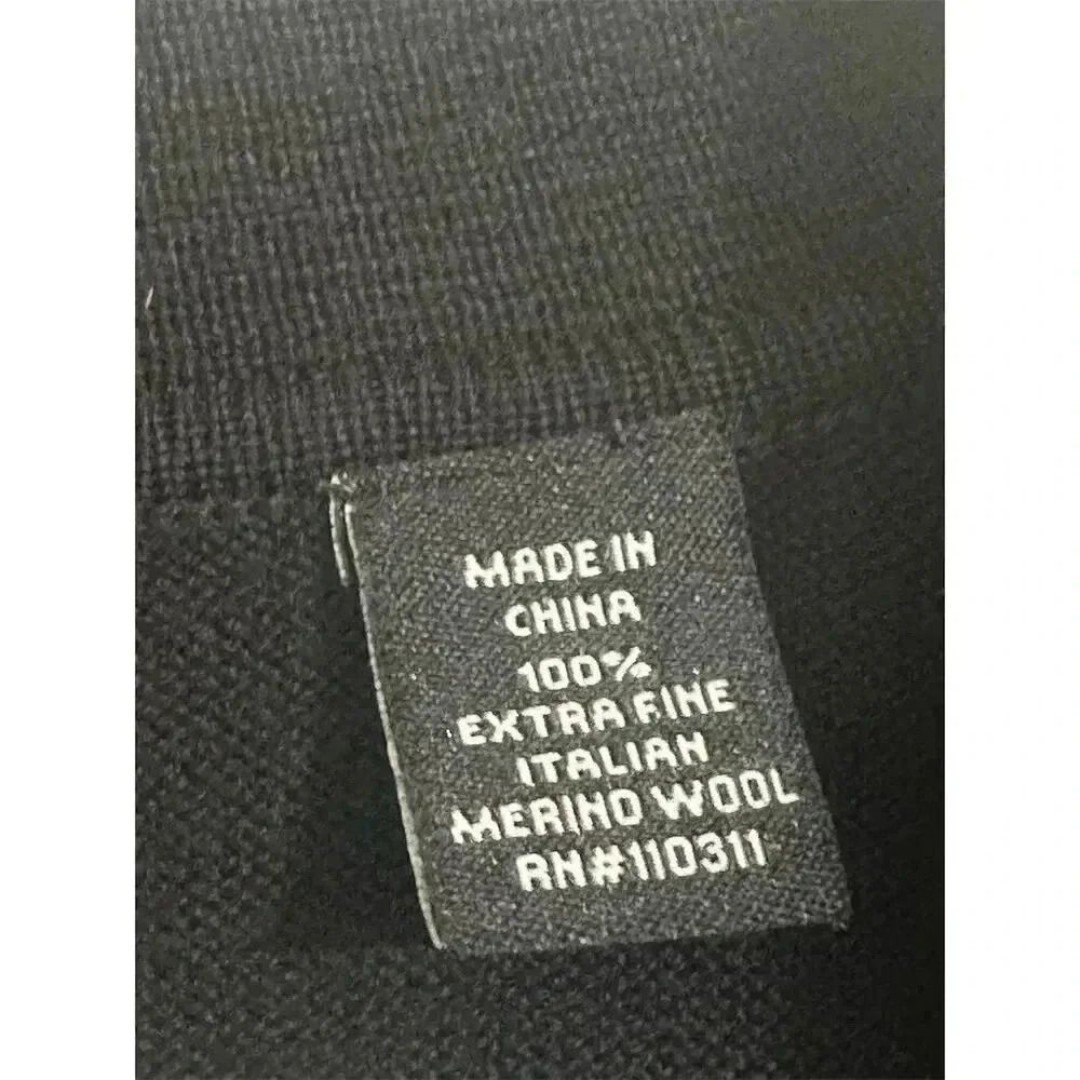 MADE IN
CHINA
100%
EXTRA FINE
ITALIAN
MERINO WOOL
RN#110311